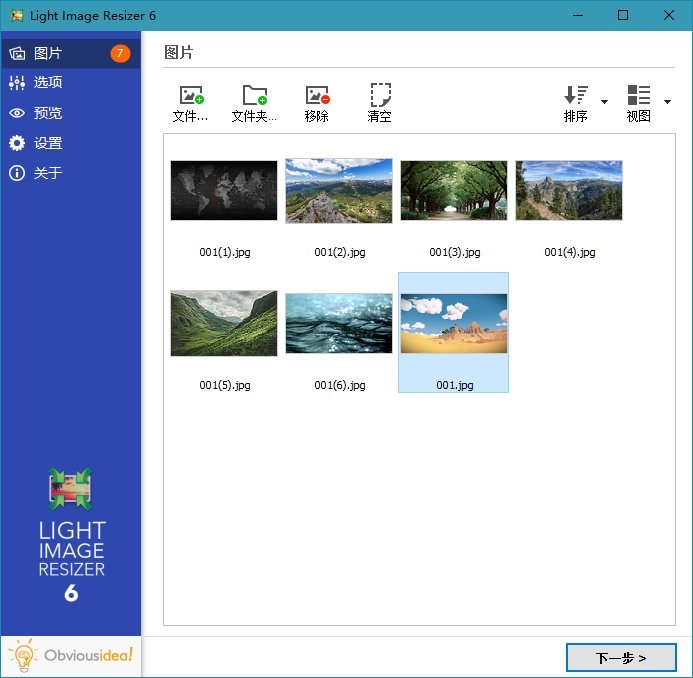 Light Image Resizer 6
图片
7
选项
预览
设置
关于
LIGHT
IMAGE
RESIZER
6
Obviousidea!
图片
文件...
文件夹...
移除
清空
排序
视图
001(1).jpg
001(2).jpg
001(3).jpg
001(4).jpg
001(5).jpg
001(6).jpg
001.jpg
下一步 >